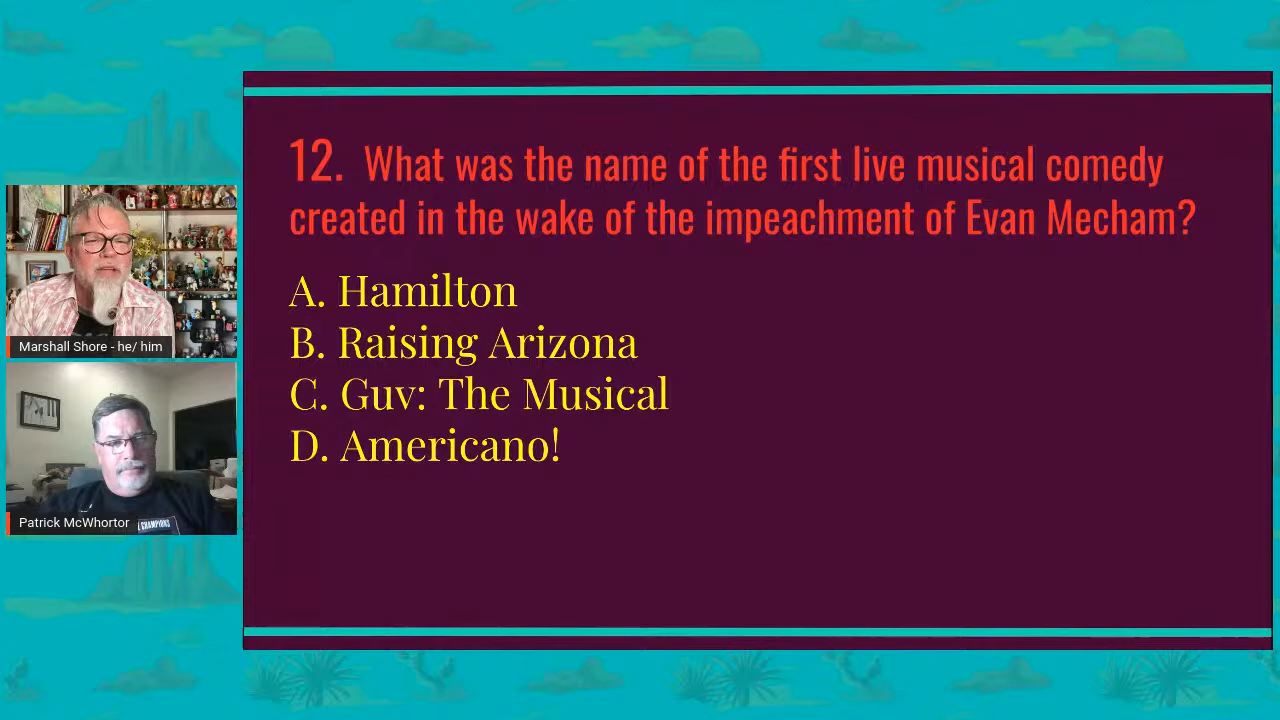 12. What was the name of the first live musical comedy
created in the wake of the impeachment of Evan Mecham?
A. Hamilton
B. Raising Arizona
C. Guv: The Musical
D. Americano!
Marshall Shore - he/ him
Patrick McWhortor
CHAMPIONS